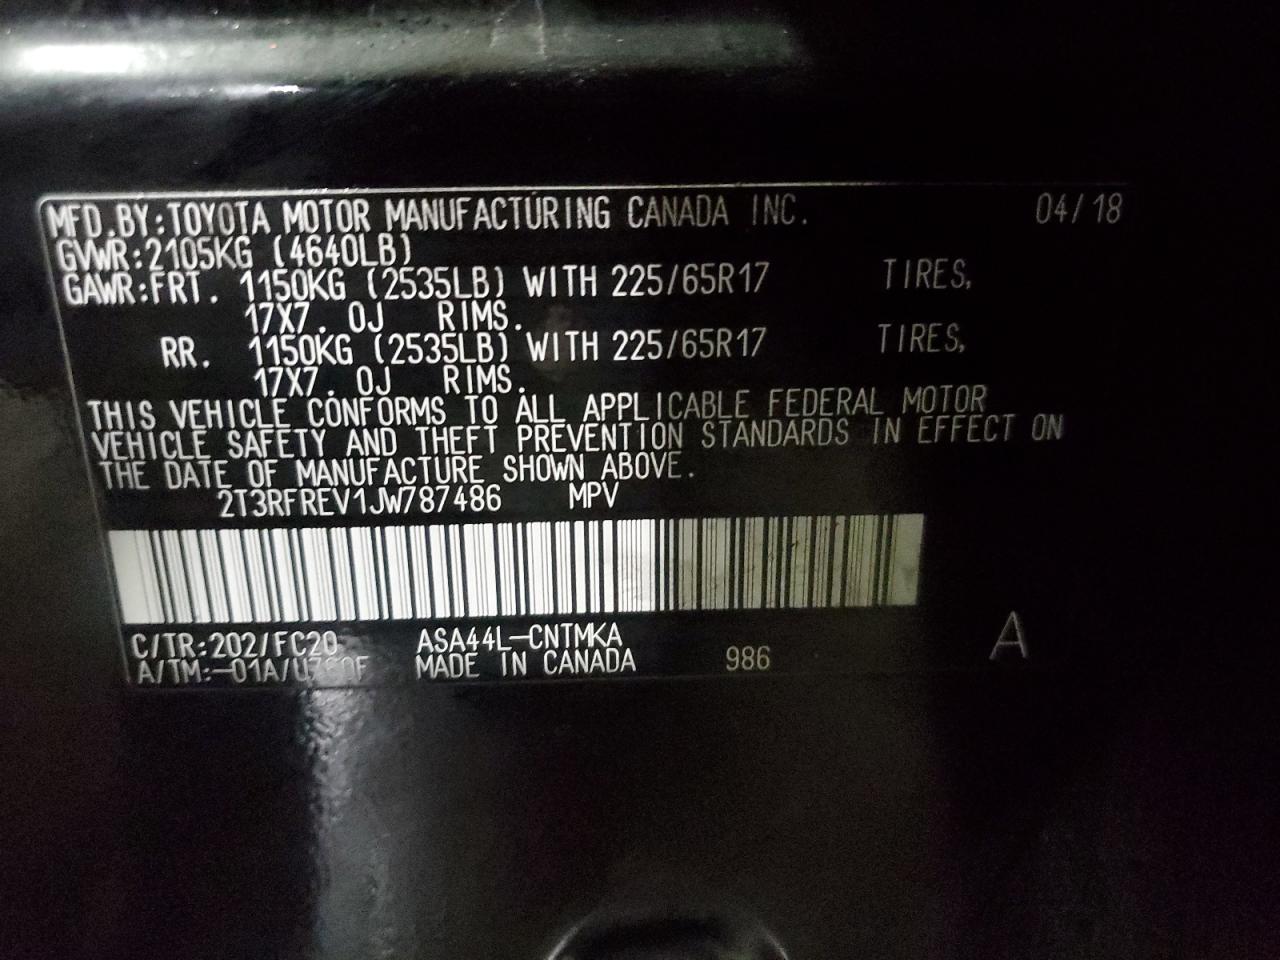 MFD.BY:TOYOTA MOTOR MANUFACTURING CANADA INC. 04/18
GVWR:2105KG (4640LB)
GAWR:FRT. 1150KG (2535LB) WITH 225/65R17 TIRES,
17X7.0J RIMS.
RR. 1150KG (2535LB) WITH 225/65R17 TIRES,
17X7.0J RIMS.
THIS VEHICLE CONFORMS TO ALL APPLICABLE FEDERAL MOTOR
VEHICLE SAFETY AND THEFT PREVENTION STANDARDS IN EFFECT ON
THE DATE OF MANUFACTURE SHOWN ABOVE.
2T3RFREV1JW787486 MPV
C/TR:202/FC20 ASA44L-CNTMKA
A/TM:-01A/ MADE IN CANADA 986 A